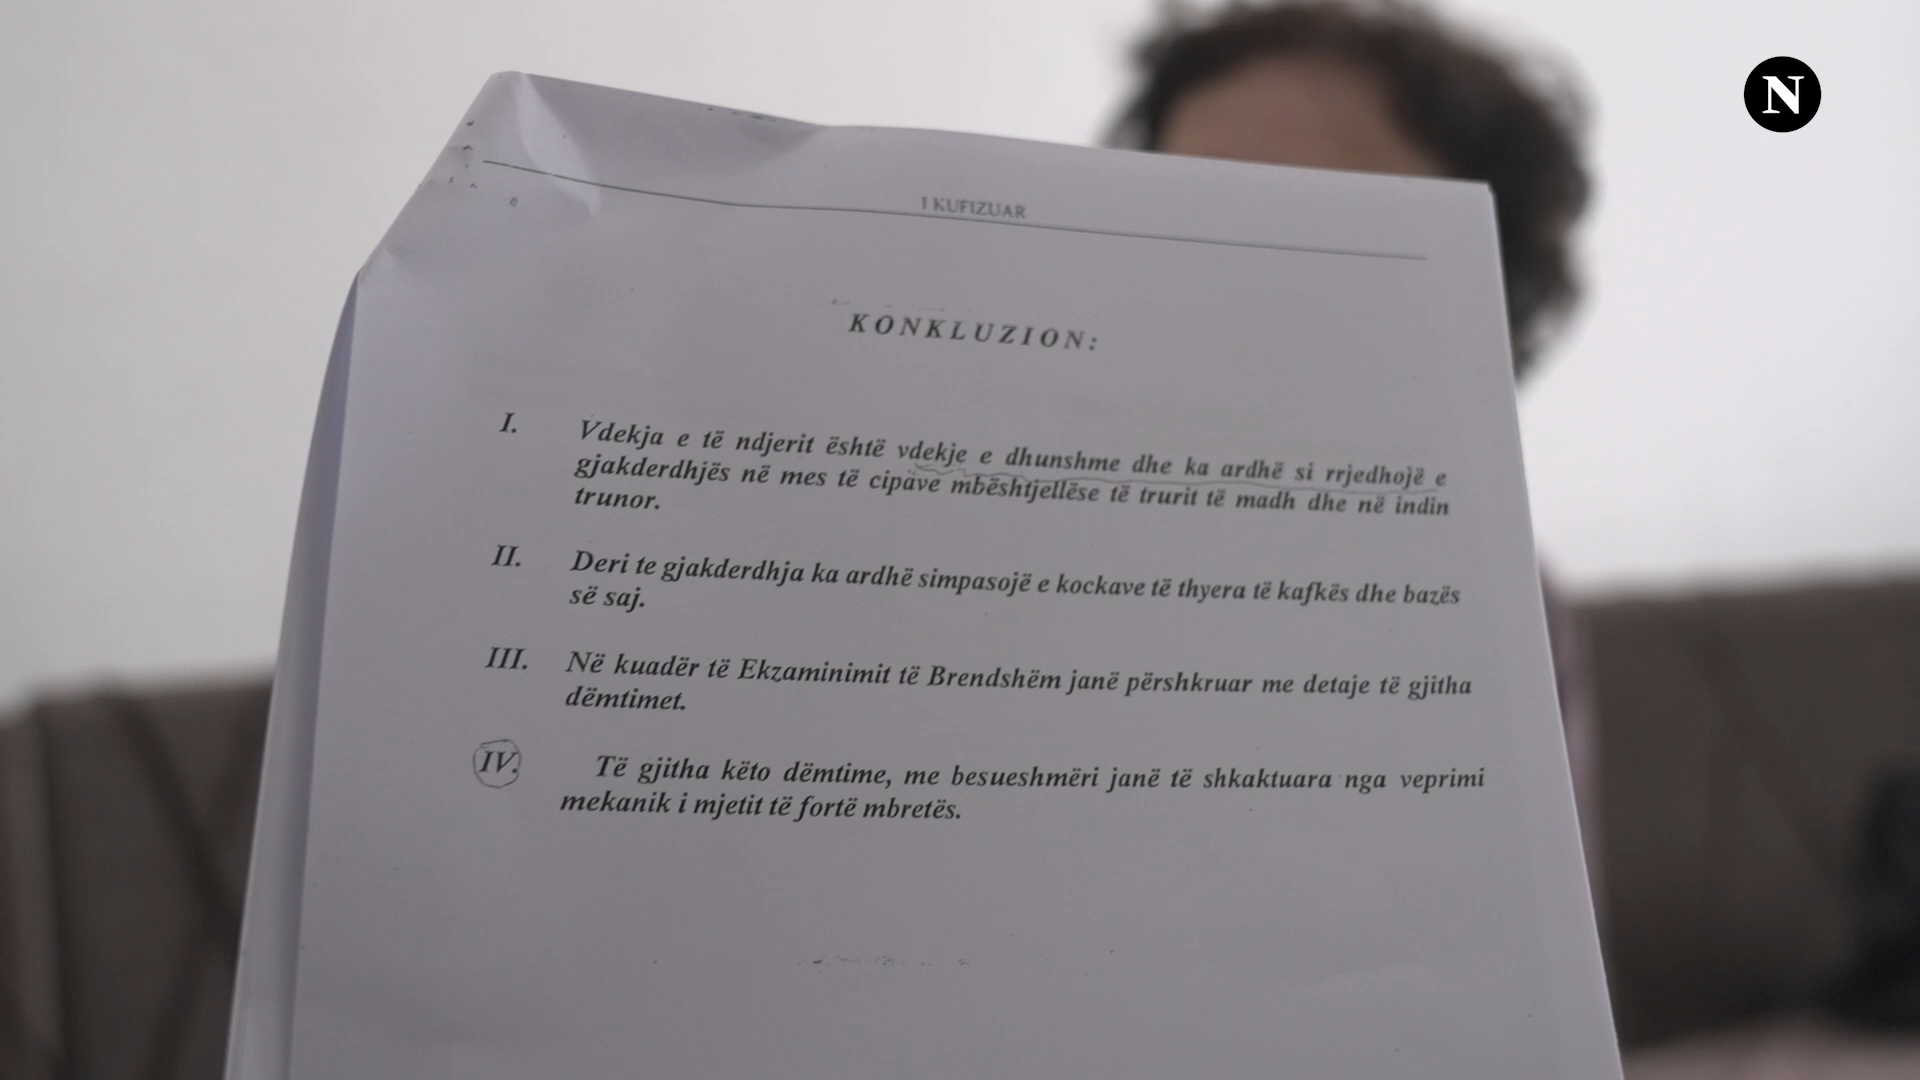 N
I KUFIZUAR
KONKLUZION:
I. Vdekja e të ndjerit është vdekje e dhunshme dhe ka ardhë si rrjedhojë e
gjakderdhjës në mes të cipave mbështjellëse të trurit të madh dhe në indin
trunor.
II. Deri te gjakderdhja ka ardhë simpasojë e kockave të thyera të kafkës dhe bazës
së saj.
III. Në kuadër të Ekzaminimit të Brendshëm janë përshkruar me detaje të gjitha
dëmtimet.
IV. Të gjitha këto dëmtime, me besueshmëri janë të shkaktuara nga veprimi
mekanik i mjetit të fortë mbretës.